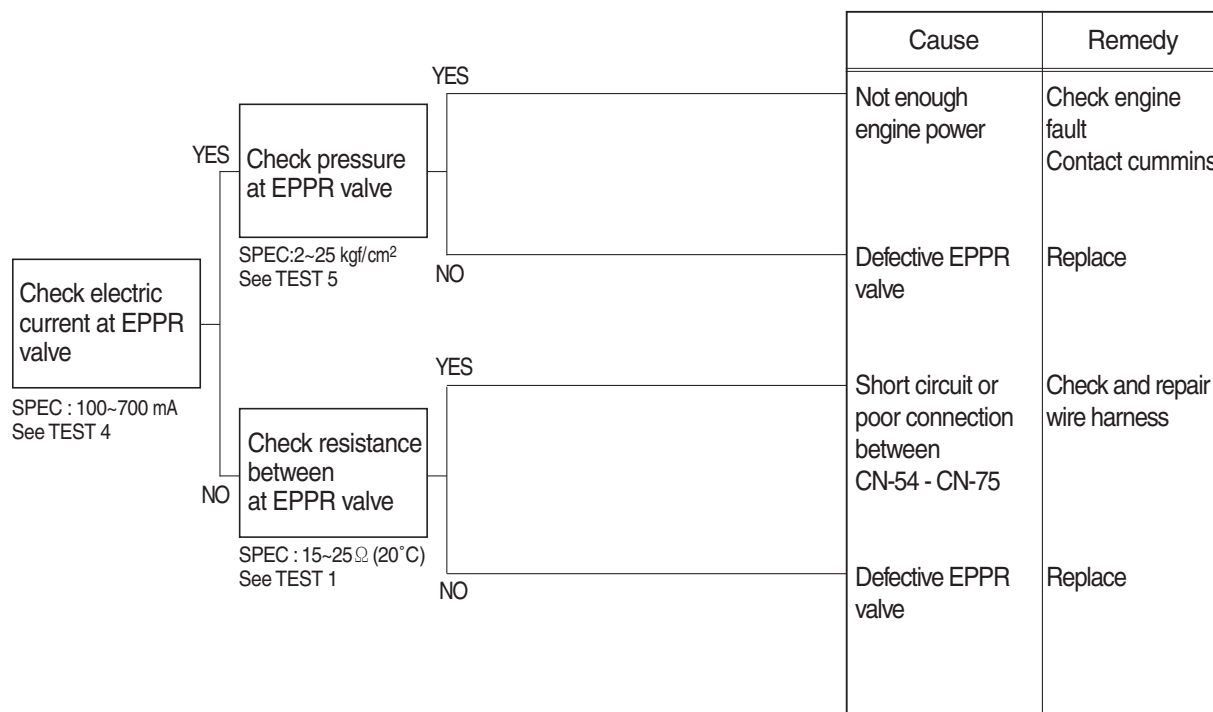 Cause
Remedy
YES
Not enough
engine power
Check engine
fault
Contact cummins
YES
Check pressure
at EPPR valve
SPEC:2~25 kgf/cm²
See TEST 5
NO
Defective EPPR
valve
Replace
Check electric
current at EPPR
valve
SPEC : 100~700 mA
See TEST 4
YES
Short circuit or
poor connection
between
CN-54 - CN-75
Check and repair
wire harness
NO
Check resistance
between
at EPPR valve
SPEC : 15~25Ω (20˚C)
See TEST 1
NO
Defective EPPR
valve
Replace